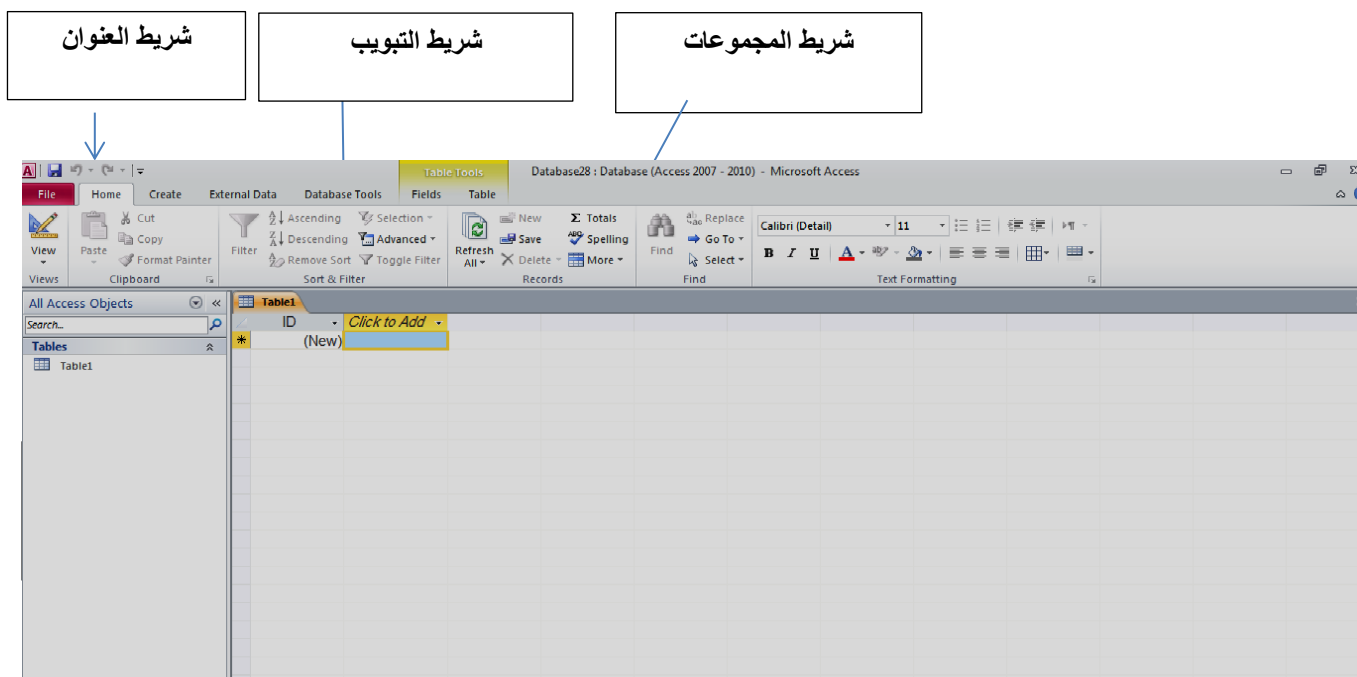 شريط العنوان
شريط التبويب
شريط المجموعات
Table Tools Database28 : Database (Access 2007 - 2010) - Microsoft Access
File Home Create External Data Database Tools Fields Table
View
Views
Paste
Cut
Copy
Format Painter
Clipboard
Filter
Ascending
Descending
Remove Sort
Selection
Advanced
Toggle Filter
Sort & Filter
Refresh
All
New
Save
Delete
Σ Totals
Spelling
More
Records
Find
Replace
Go To
Select
Find
Calibri (Detail) 11
B I U A
Text Formatting
All Access Objects
Search...
Tables
Table1
Table1
ID Click to Add
* (New)